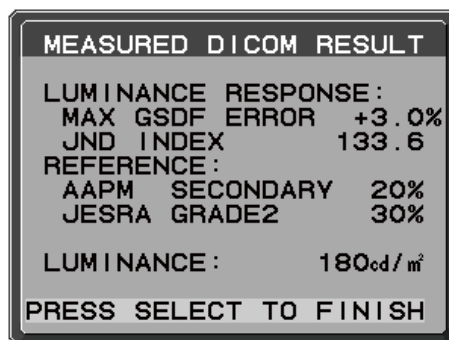 MEASURED DICOM RESULT
LUMINANCE RESPONSE:
MAX GSDF ERROR +3.0%
JND INDEX 133.6
REFERENCE:
AAPM SECONDARY 20%
JESRA GRADE2 30%
LUMINANCE: 180cd/㎡
PRESS SELECT TO FINISH